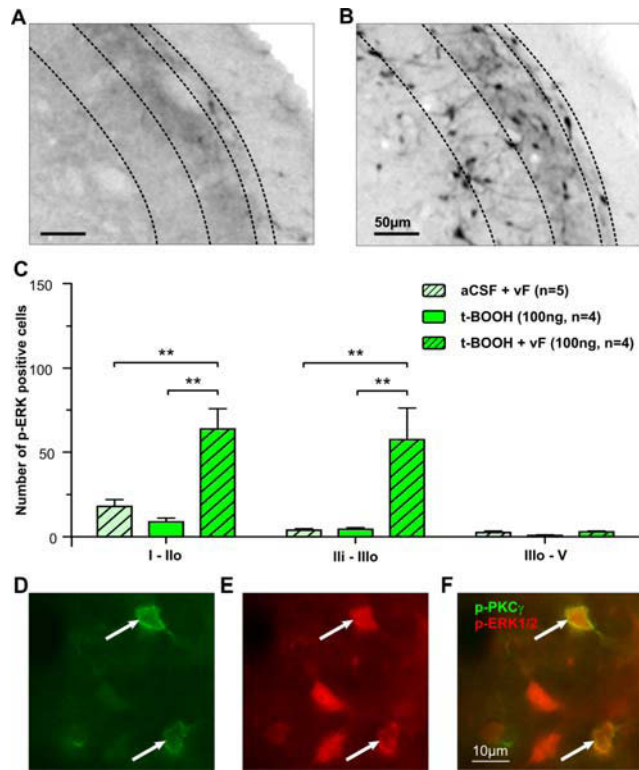 A
B
50µm
C
Number of p-ERK positive cells
150
100
50
0
aCSF + vF (n=5)
t-BOOH (100ng, n=4)
t-BOOH + vF (100ng, n=4)
**
**
**
**
I - IIo
IIi - IIIo
IIIo - V
D
E
F
p-PKCγ
p-ERK1/2
10µm